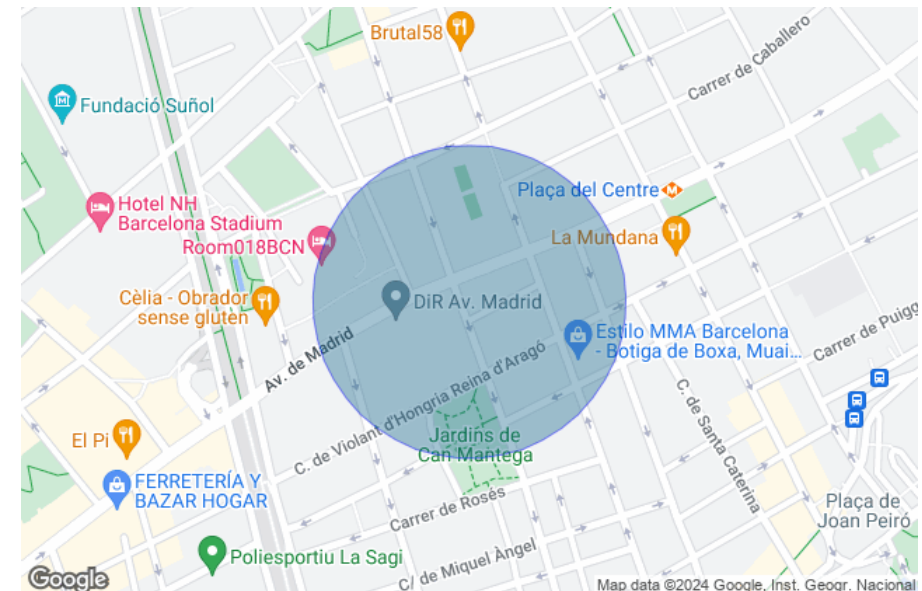 Brutal58
Carrer de Caballero
Fundació Suñol
Plaça del Centre
M
Hotel NH
Barcelona Stadium
Room018BCN
La Mundana
Cèlia - Obrador
sense gluten
DiR Av. Madrid
Estilo MMA Barcelona
- Botiga de Boxa, Muai...
Carrer de Puigg
Av. de Madrid
C. de Violant d'Hongria Reina d'Aragó
C. de Santa Caterina
El Pi
Jardins de
Can Mantega
FERRETERÍA Y
BAZAR HOGAR
Carrer de Rosés
Plaça de
Joan Peiró
Poliesportiu La Sagi
C/ de Miquel Àngel
Google
Map data ©2024 Google, Inst. Geogr. Nacional